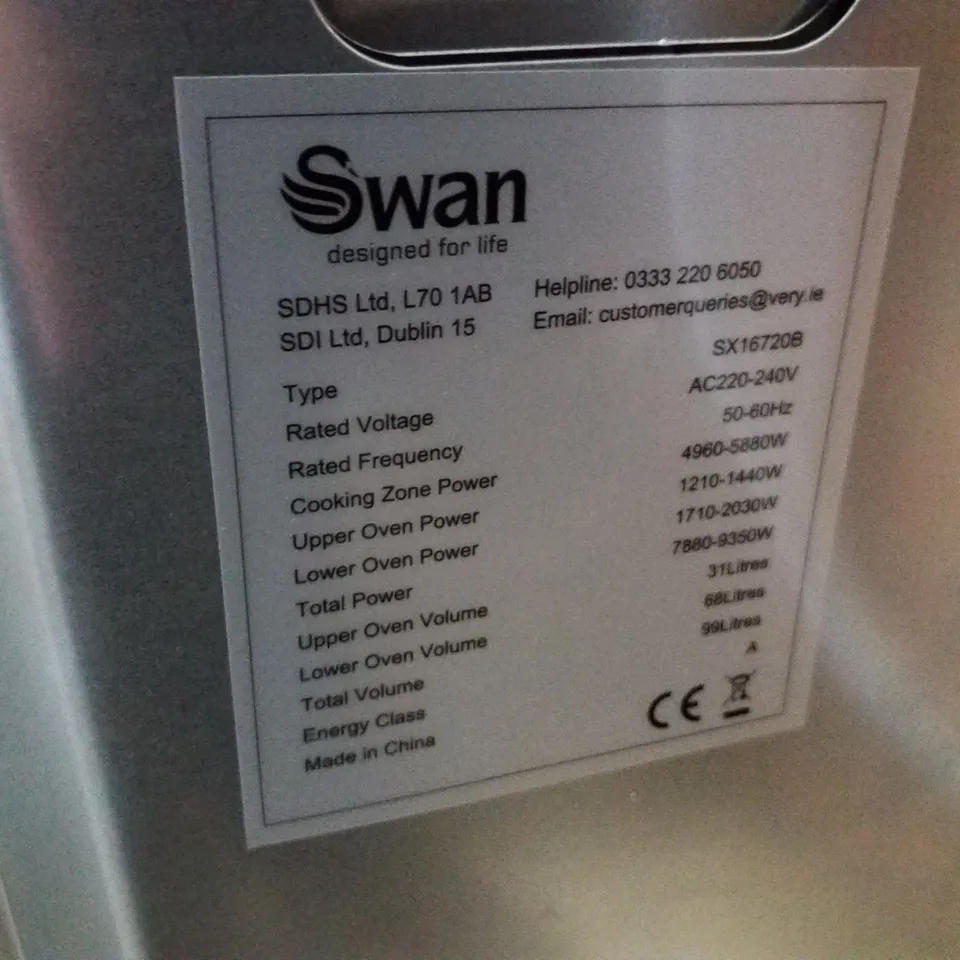 Swan
designed for life
SDHS Ltd, L70 1AB Helpline: 0333 220 6050
SDI Ltd, Dublin 15 Email: customerqueries@very.ie
Type SX16720B
Rated Voltage AC220-240V
Rated Frequency 50-60Hz
Cooking Zone Power 4960-5880W
Upper Oven Power 1210-1440W
Lower Oven Power 1710-2030W
Total Power 7880-9350W
Upper Oven Volume 31Litres
Lower Oven Volume 68Litres
Total Volume 99Litres
Energy Class A
Made in China
CE